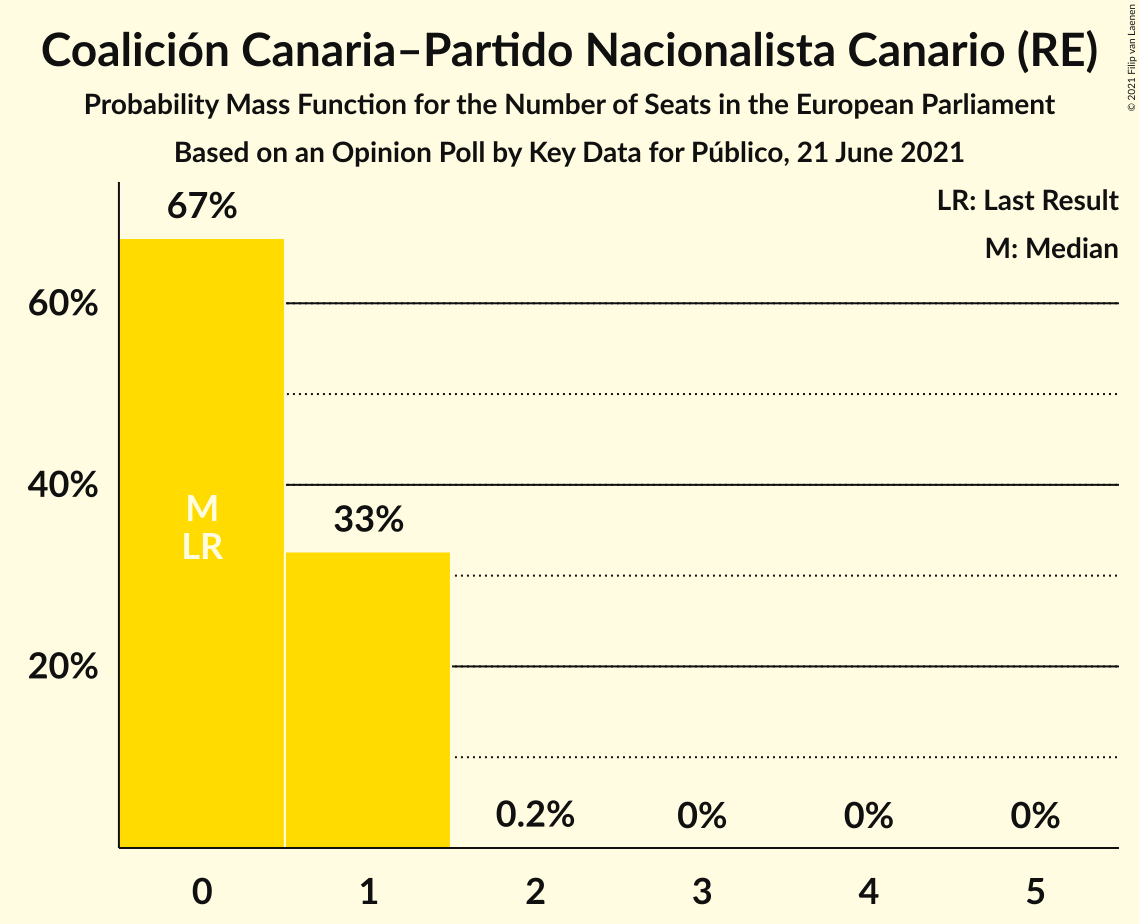 Coalición Canaria–Partido Nacionalista Canario (RE)
Probability Mass Function for the Number of Seats in the European Parliament
Based on an Opinion Poll by Key Data for Público, 21 June 2021
© 2021 Filip van Laenen
LR: Last Result
M: Median
67%
60%
40%
M
LR
33%
20%
0.2%
0%
0%
0%
0
1
2
3
4
5